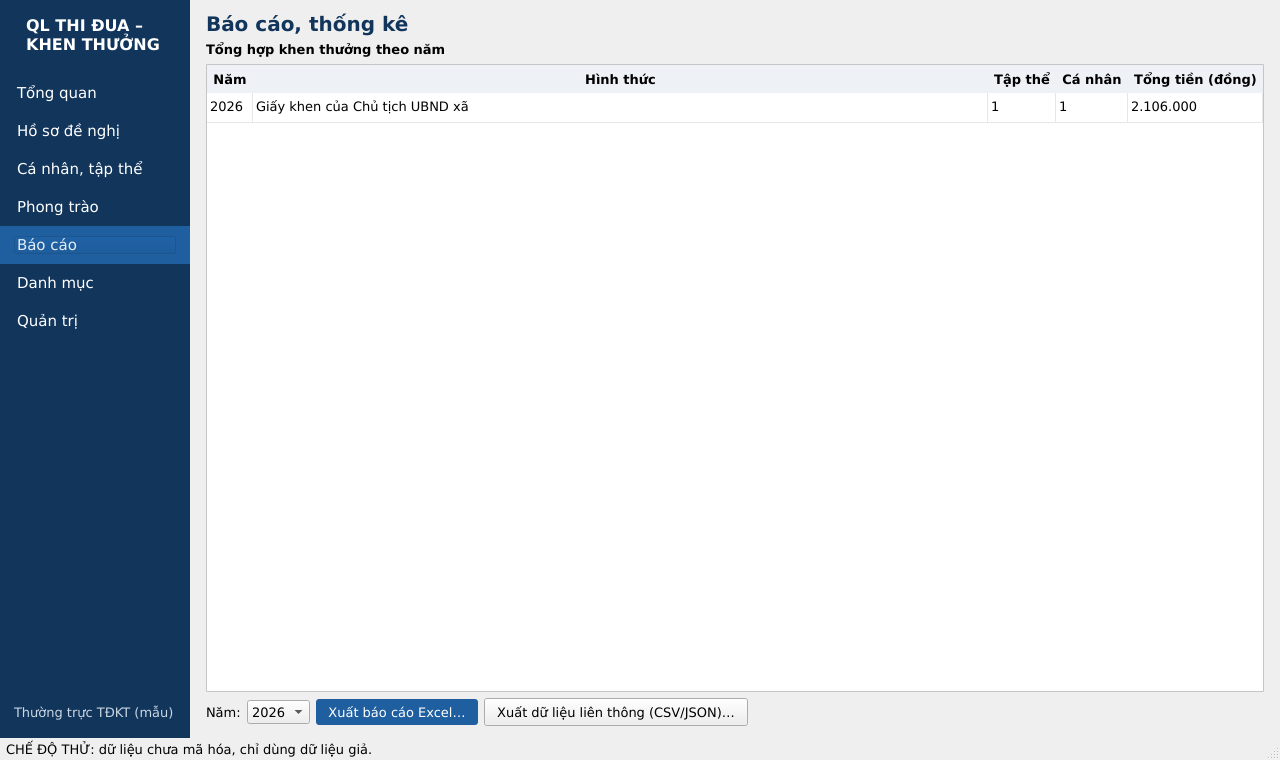 QL THI ĐUA –
KHEN THƯỞNG
Tổng quan
Hồ sơ đề nghị
Cá nhân, tập thể
Phong trào
Báo cáo
Danh mục
Quản trị
Thường trực TĐKT (mẫu)
Báo cáo, thống kê
Tổng hợp khen thưởng theo năm
Năm Hình thức Tập thể Cá nhân Tổng tiền (đồng)
2026 Giấy khen của Chủ tịch UBND xã 1 1 2.106.000
Năm: 2026 Xuất báo cáo Excel... Xuất dữ liệu liên thông (CSV/JSON)...
CHẾ ĐỘ THỬ: dữ liệu chưa mã hóa, chỉ dùng dữ liệu giả.